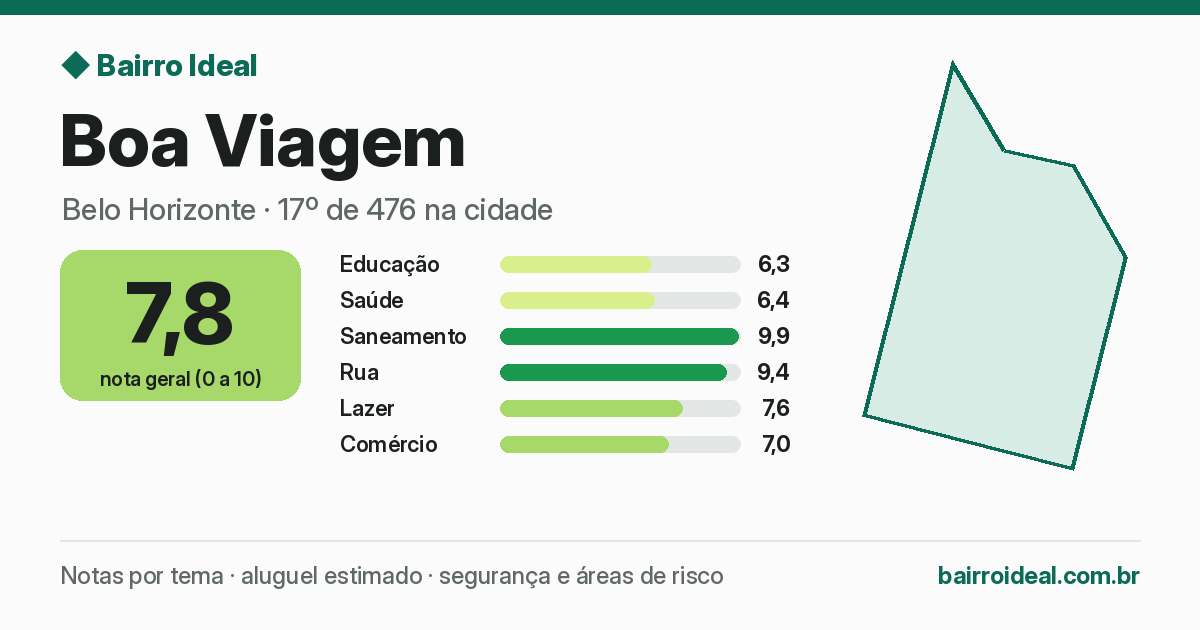 Bairro Ideal
Boa Viagem
Belo Horizonte · 17º de 476 na cidade
7,8
nota geral (0 a 10)
Educação 6,3
Saúde 6,4
Saneamento 9,9
Rua 9,4
Lazer 7,6
Comércio 7,0
Notas por tema · aluguel estimado · segurança e áreas de risco
bairroideal.com.br